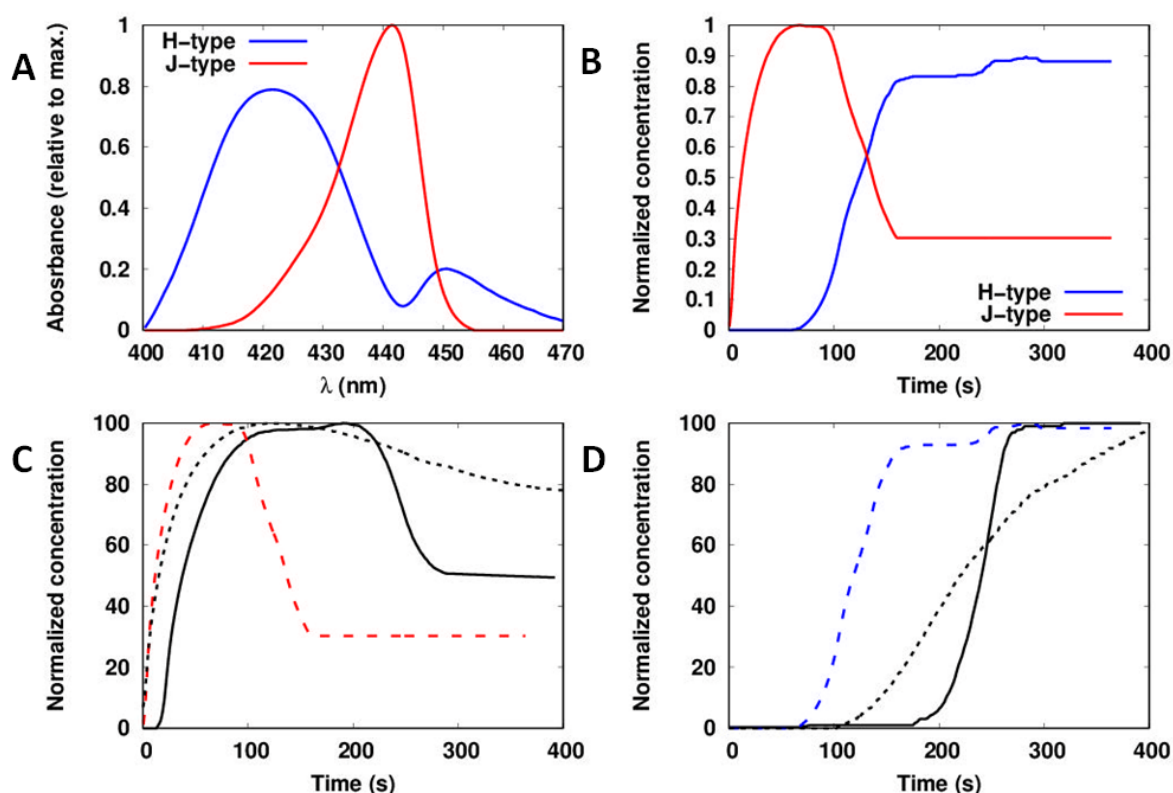 A
Abosrbance (relative to max.)
1
0.8
0.6
0.4
0.2
0
H-type
J-type
400 410 420 430 440 450 460 470
λ (nm)
B
Normalized concentration
1
0.9
0.8
0.7
0.6
0.5
0.4
0.3
0.2
0.1
0
H-type
J-type
0 100 200 300 400
Time (s)
C
Normalized concentration
100
80
60
40
20
0
0 100 200 300 400
Time (s)
D
Normalized concentration
100
80
60
40
20
0
0 100 200 300 400
Time (s)